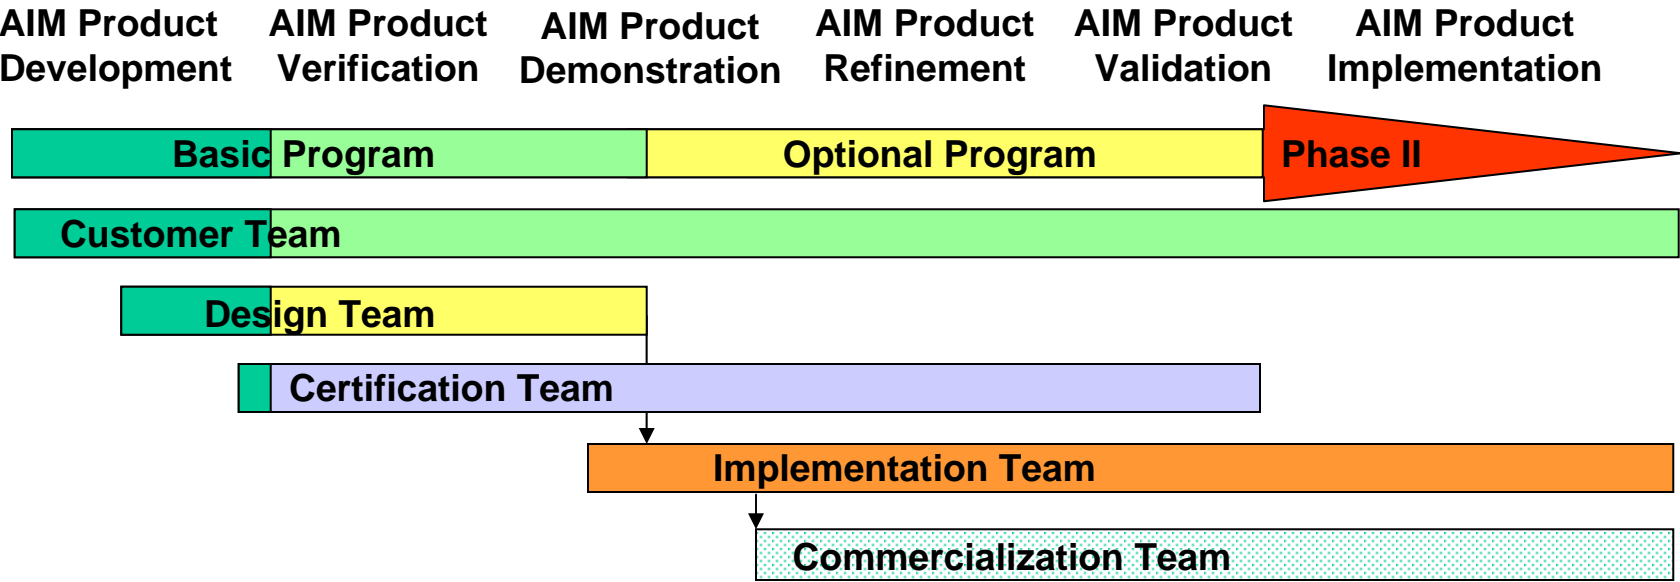 AIM Product
Development
AIM Product
Verification
AIM Product
Demonstration
AIM Product
Refinement
AIM Product
Validation
AIM Product
Implementation
Basic Program
Optional Program
Phase II
Customer Team
Design Team
Certification Team
Implementation Team
Commercialization Team